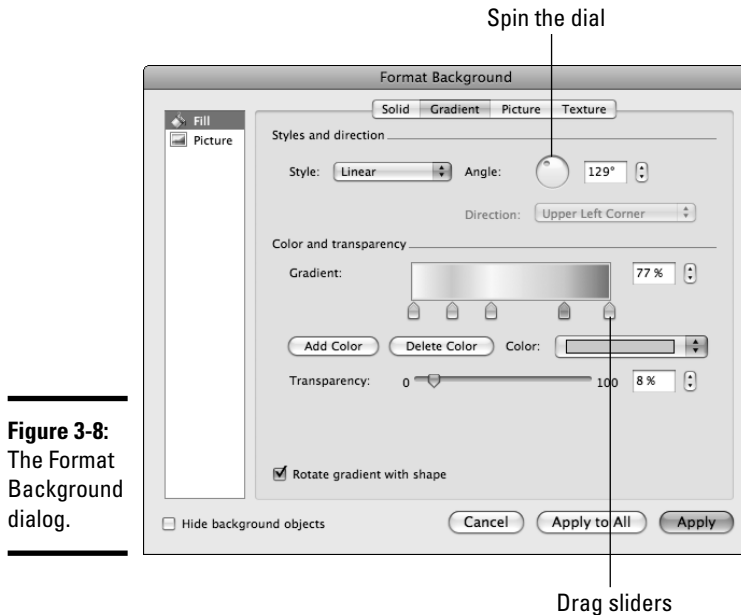 Spin the dial
Format Background
Fill
Picture
Solid Gradient Picture Texture
Styles and direction
Style: Linear Angle: 129°
Direction: Upper Left Corner
Color and transparency
Gradient: 77 %
Add Color Delete Color Color:
Transparency: 0 100 8 %
Rotate gradient with shape
Hide background objects Cancel Apply to All Apply
Figure 3-8:
The Format
Background
dialog.
Drag sliders